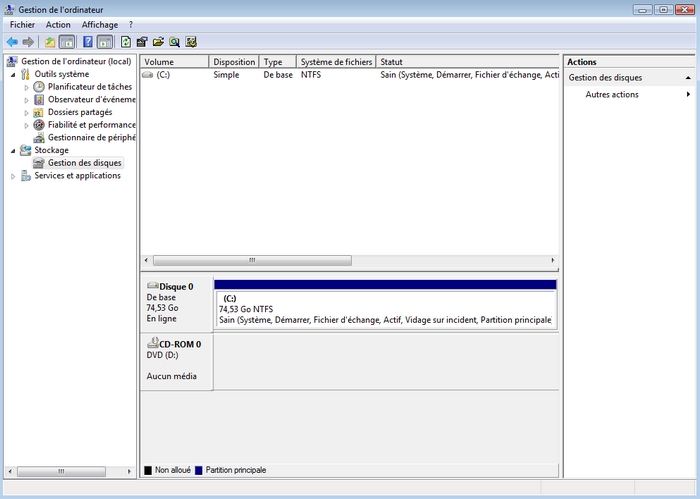 Gestion de l'ordinateur
Fichier Action Affichage ?
Gestion de l'ordinateur (local)
Outils système
Planificateur de tâches
Observateur d'événeme
Dossiers partagés
Fiabilité et performance
Gestionnaire de périphé
Stockage
Gestion des disques
Services et applications
Volume Disposition Type Système de fichiers Statut
(C:) Simple De base NTFS Sain (Système, Démarrer, Fichier d'échange, Acti
Disque 0
De base
74,53 Go
En ligne
(C:)
74,53 Go NTFS
Sain (Système, Démarrer, Fichier d'échange, Actif, Vidage sur incident, Partition principale
CD-ROM 0
DVD (D:)
Aucun média
Non alloué Partition principale
Actions
Gestion des disques
Autres actions